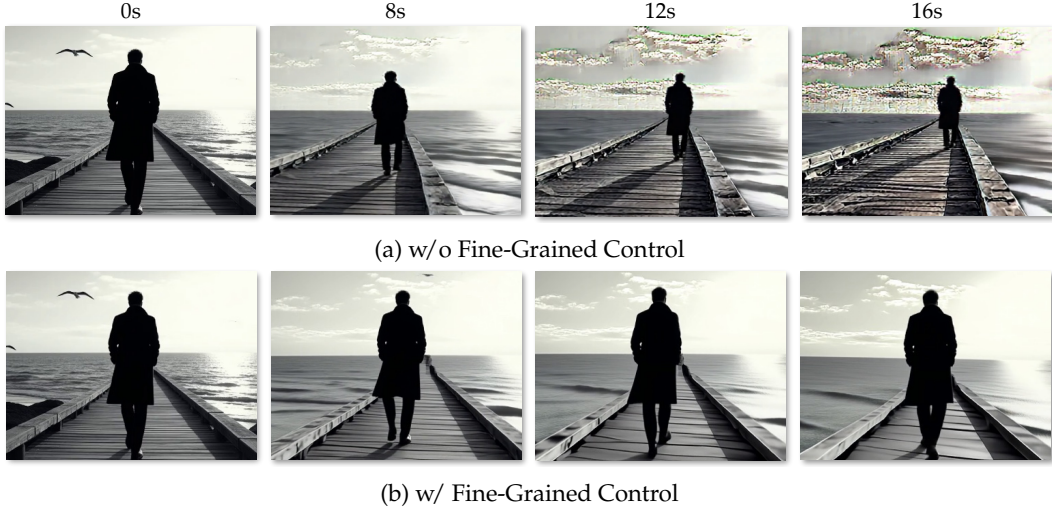 0s 8s 12s 16s
(a) w/o Fine-Grained Control
(b) w/ Fine-Grained Control